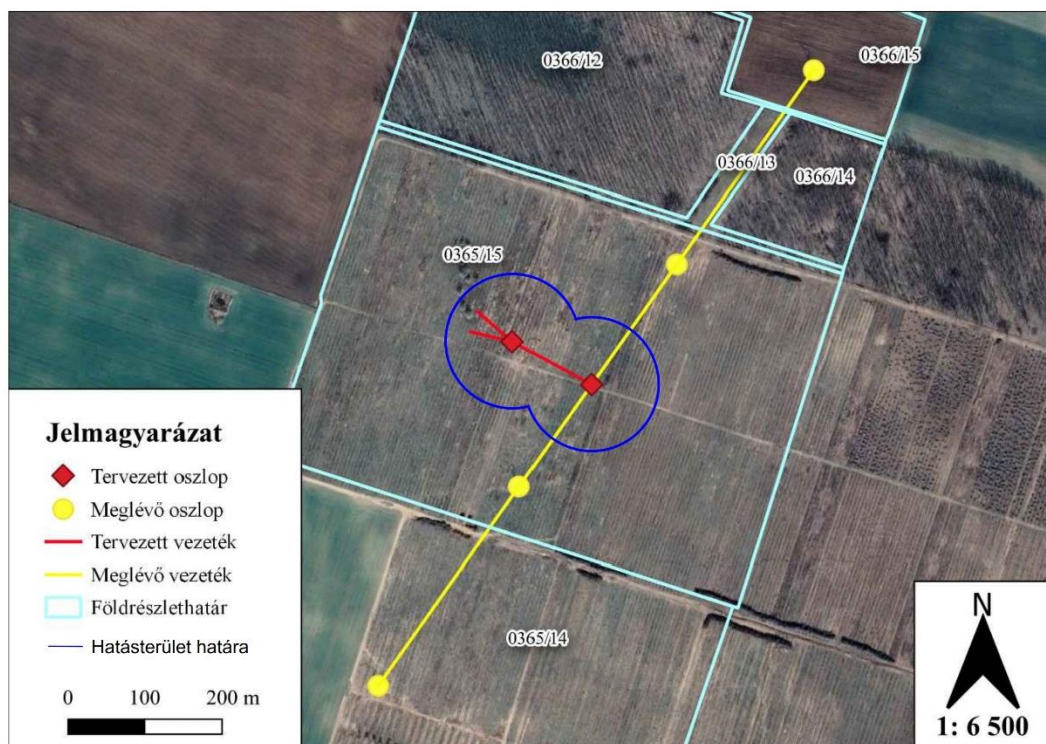 0366/12
0366/15
0366/13
0366/14
0365/15
0365/14
Jelmagyarázat
Tervezett oszlop
Meglévő oszlop
Tervezett vezeték
Meglévő vezeték
Földrészlethatár
Hatásterület határa
0 100 200 m
N
1: 6 500